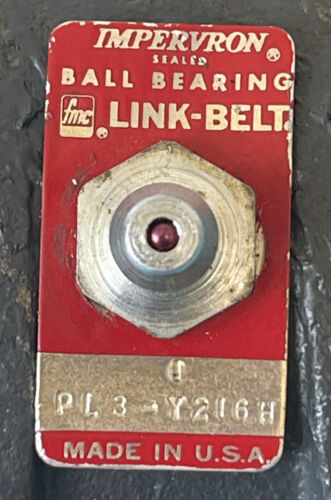 IMPERVRON®
SEALED
BALL BEARING
fmc® LINK-BELT
PL3-Y216H
MADE IN U.S.A.